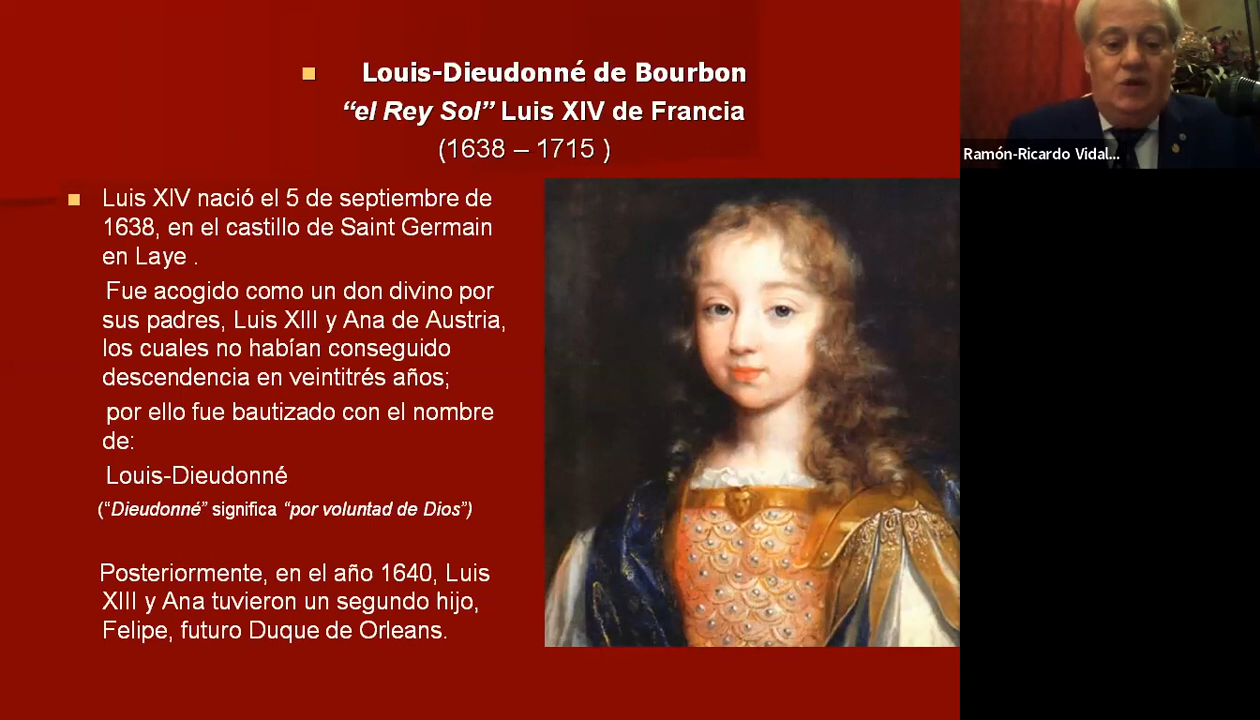 Louis-Dieudonné de Bourbon
“el Rey Sol” Luis XIV de Francia
(1638 – 1715 )
Luis XIV nació el 5 de septiembre de
1638, en el castillo de Saint Germain
en Laye .
Fue acogido como un don divino por
sus padres, Luis XIII y Ana de Austria,
los cuales no habían conseguido
descendencia en veintitrés años;
por ello fue bautizado con el nombre
de:
Louis-Dieudonné
(“Dieudonné” significa “por voluntad de Dios”)
Posteriormente, en el año 1640, Luis
XIII y Ana tuvieron un segundo hijo,
Felipe, futuro Duque de Orleans.
Ramón-Ricardo Vidal...